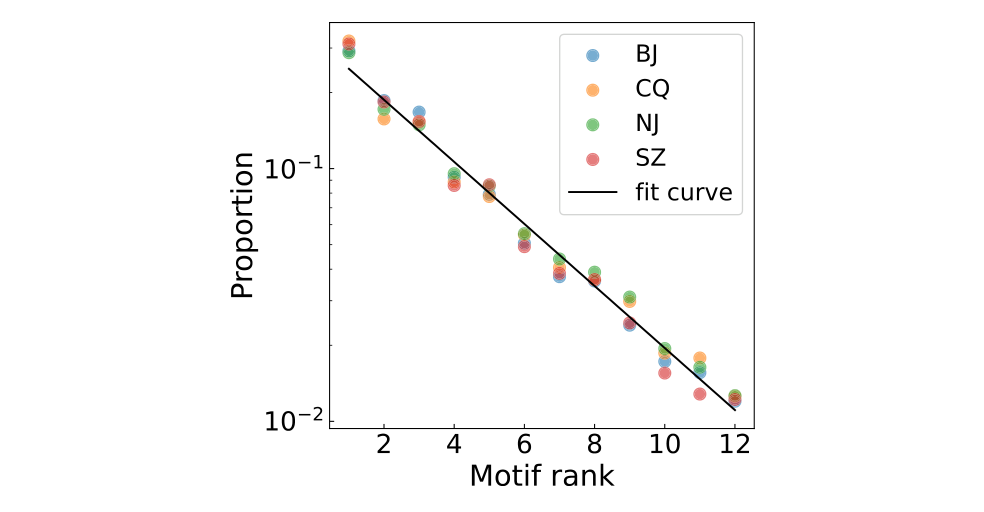 BJ
CQ
NJ
SZ
fit curve
Proportion
10⁻¹
10⁻²
2 4 6 8 10 12
Motif rank